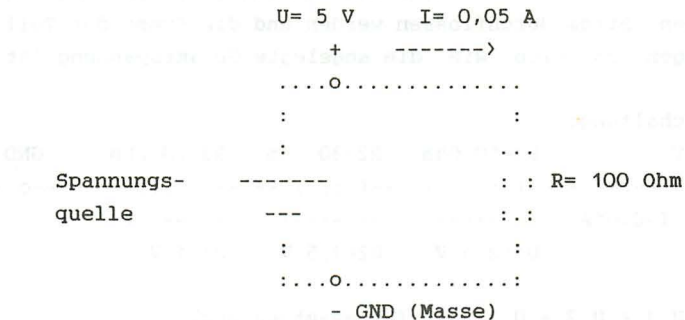 U= 5 V I= 0,05 A
+ ------->
....o...............
: :
: ...
Spannungs- ------- : : R= 100 Ohm
quelle --- :.:
: :
:...o..............:
- GND (Masse)